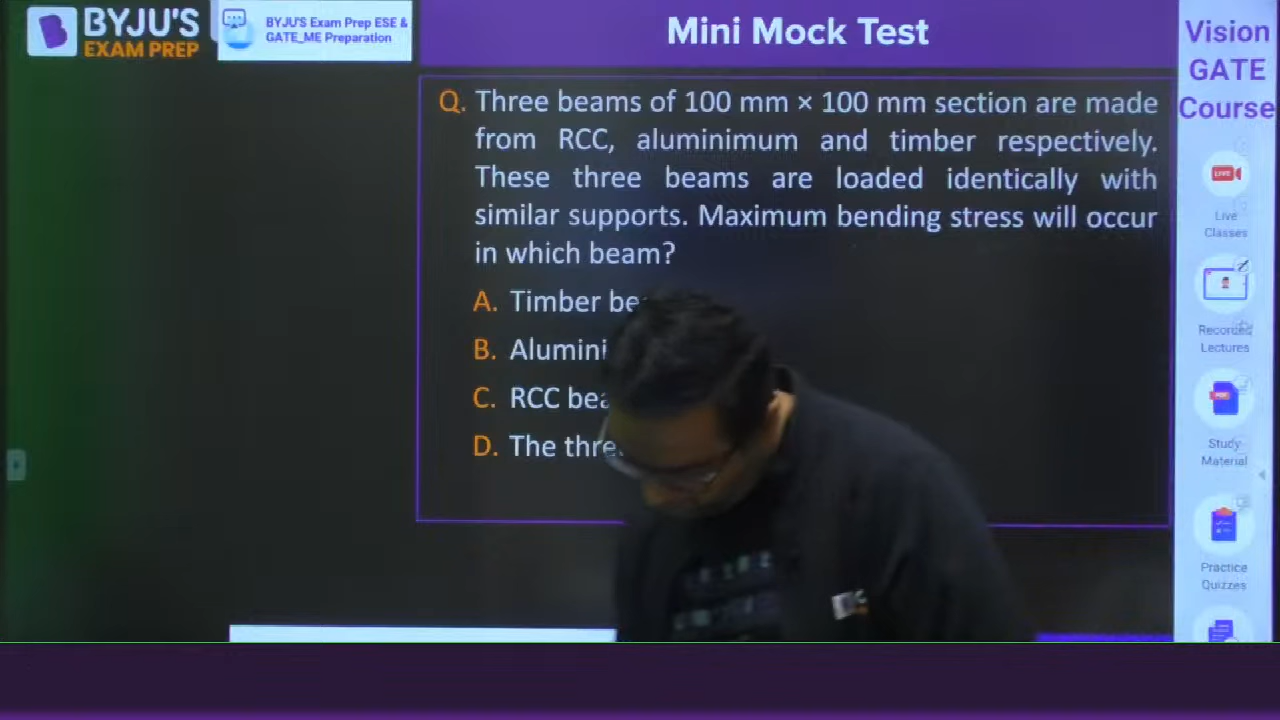 BYJU'S
EXAM PREP
BYJU'S Exam Prep ESE &
GATE_ME Preparation
Mini Mock Test
Vision
GATE
Course
Q. Three beams of 100 mm × 100 mm section are made
from RCC, aluminimum and timber respectively.
These three beams are loaded identically with
similar supports. Maximum bending stress will occur
in which beam?
A. Timber be
B. Alumini
C. RCC bea
D. The thre
LIVE
Live
Classes
Recorded
Lectures
PDF
Study
Material
Practice
Quizzes